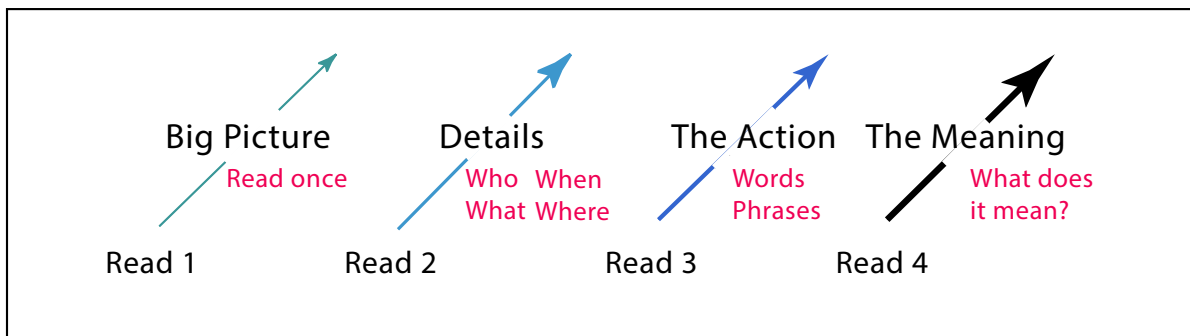 Big Picture
Read once
Read 1
Details
Who When
What Where
Read 2
The Action
Words
Phrases
Read 3
The Meaning
What does
it mean?
Read 4